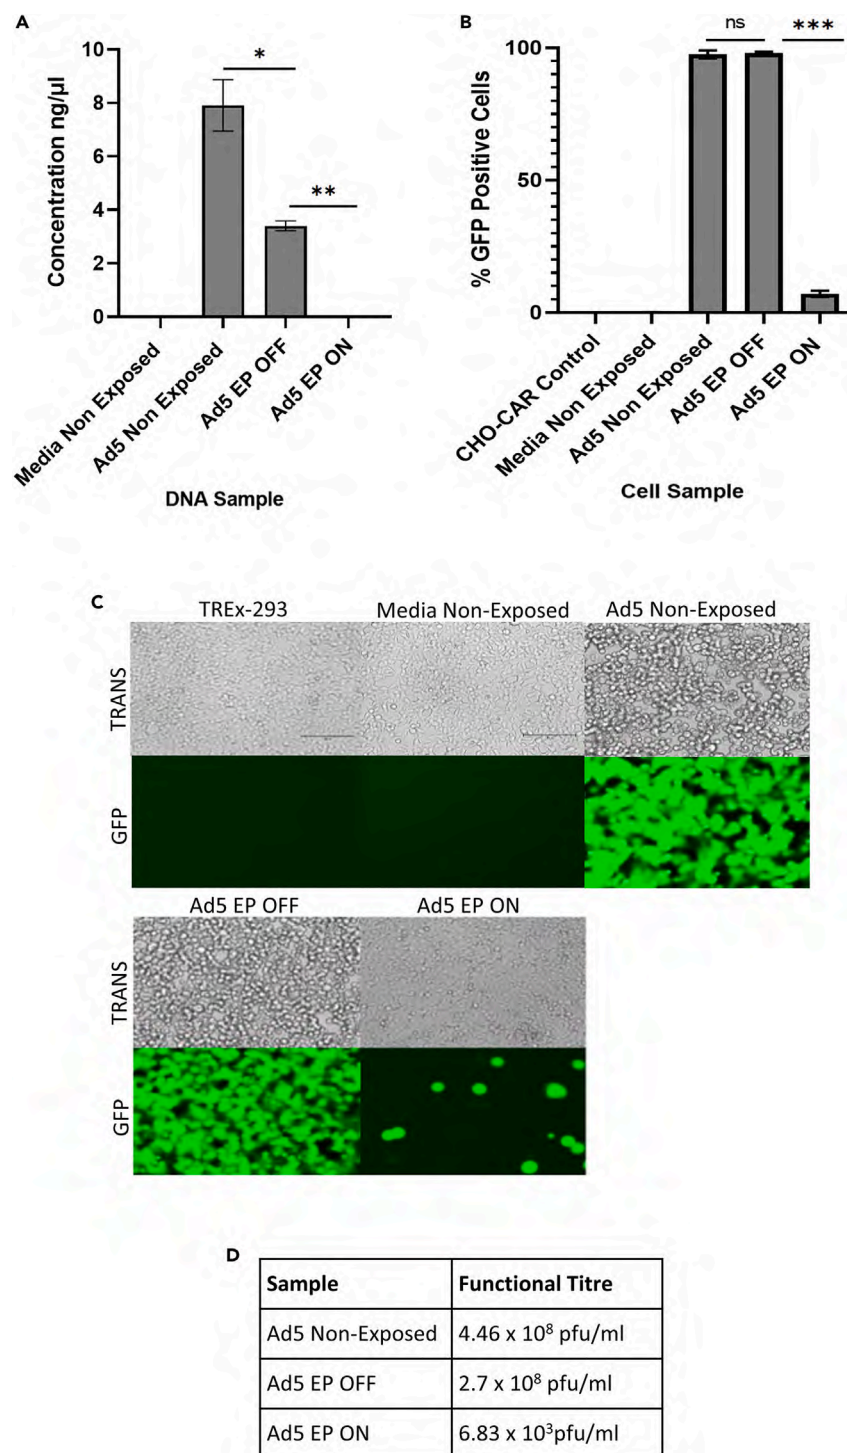 A
Concentration ng/µl
10
8
6
4
2
0
*
**
Media Non Exposed
Ad5 Non Exposed
Ad5 EP OFF
Ad5 EP ON
DNA Sample
B
% GFP Positive Cells
100
50
0
ns
***
CHO-CAR Control
Media Non Exposed
Ad5 Non Exposed
Ad5 EP OFF
Ad5 EP ON
Cell Sample
C
TREx-293
Media Non-Exposed
Ad5 Non-Exposed
TRANS
GFP
Ad5 EP OFF
Ad5 EP ON
TRANS
GFP
D
Sample Functional Titre
Ad5 Non-Exposed 4.46 x 10⁸ pfu/ml
Ad5 EP OFF 2.7 x 10⁸ pfu/ml
Ad5 EP ON 6.83 x 10³pfu/ml